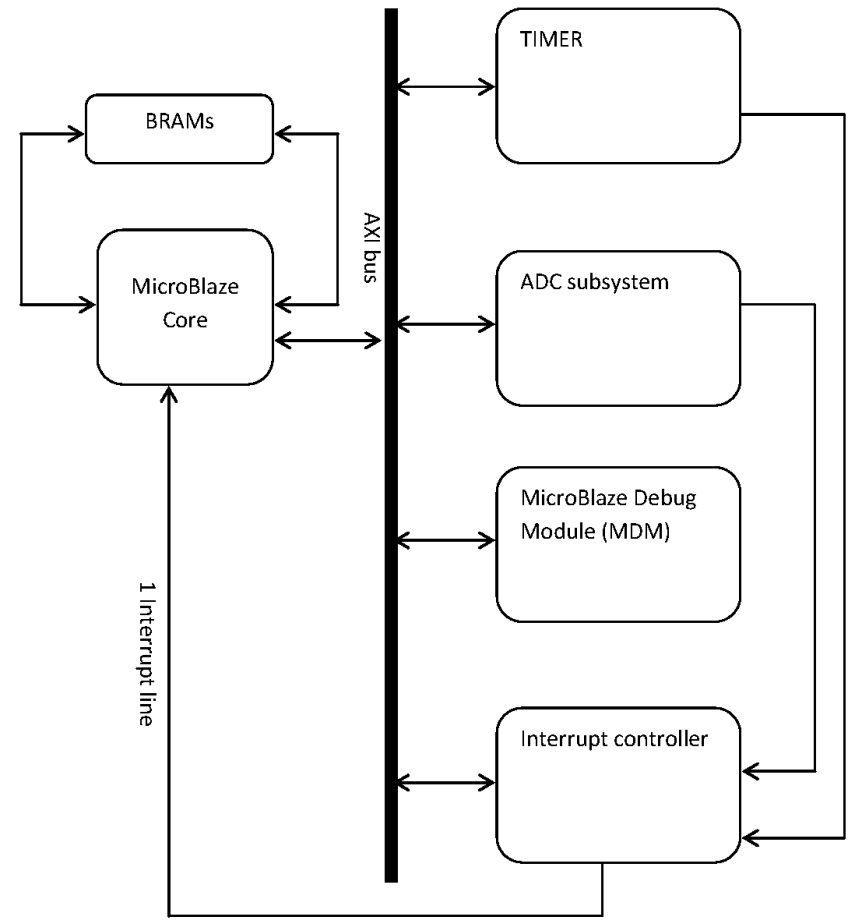 TIMER
BRAMs
AXI bus
MicroBlaze
Core
ADC subsystem
MicroBlaze Debug
Module (MDM)
1 Interrupt line
Interrupt controller